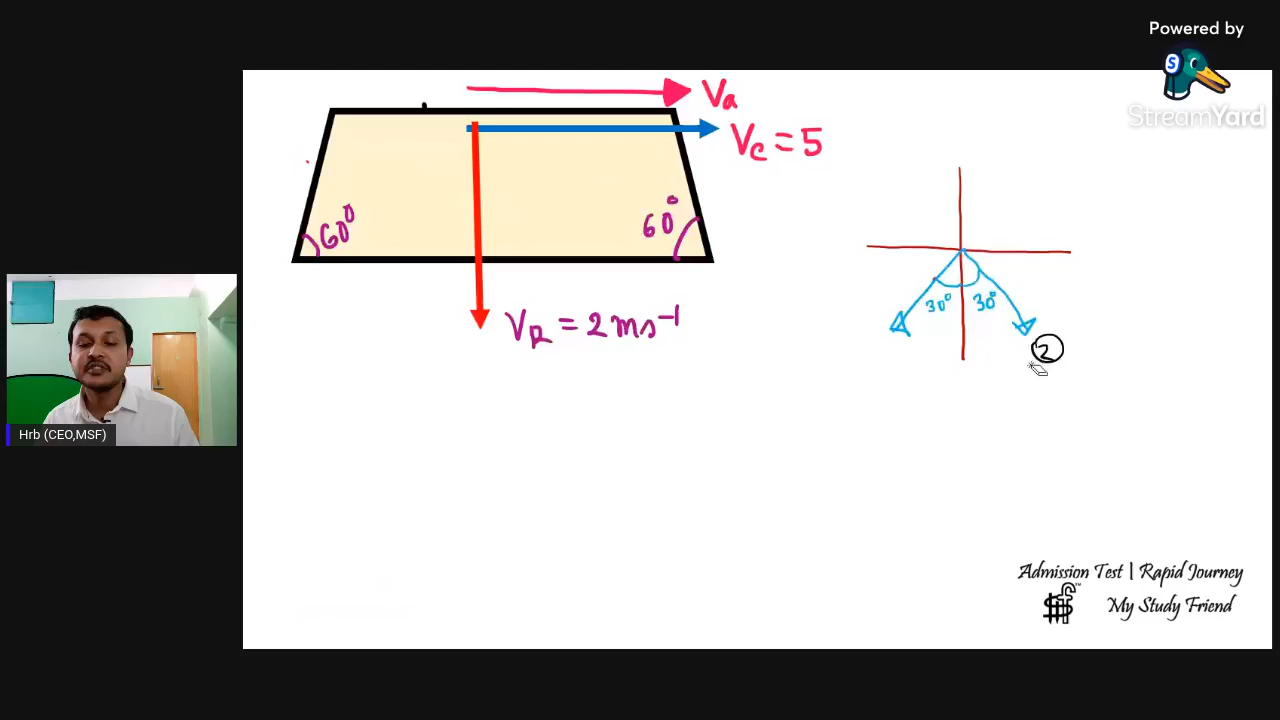 Powered by
S
StreamYard
Va
Vc = 5
60°
60°
VR = 2 ms⁻¹
30°
30°
2
Hrb (CEO,MSF)
Admission Test | Rapid Journey
My Study Friend